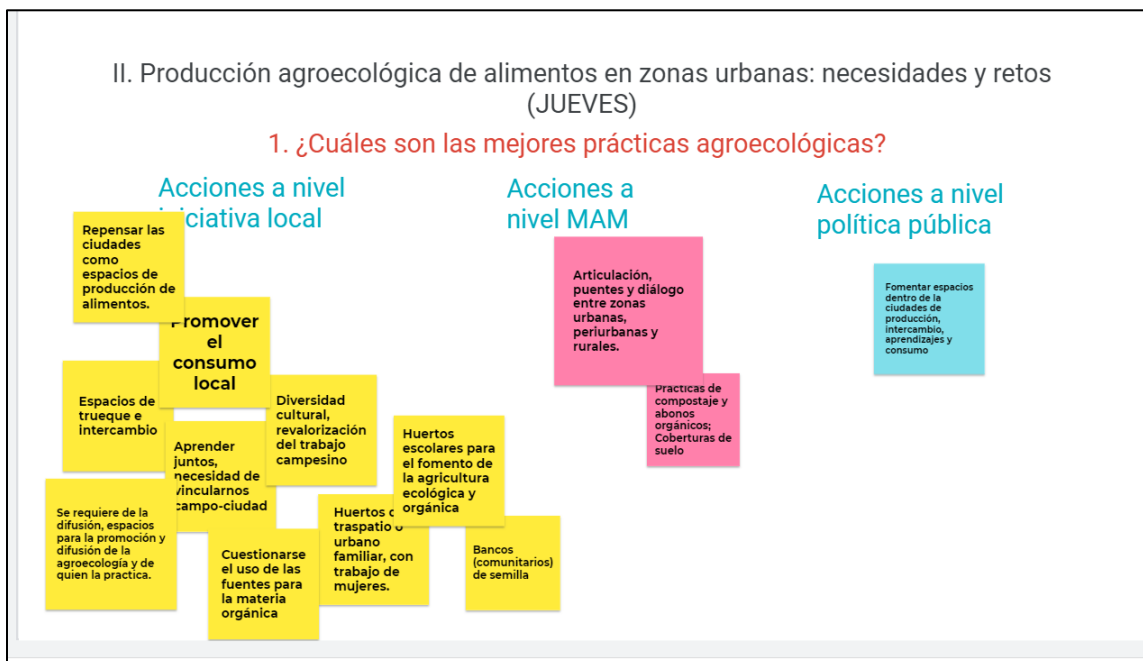 II. Producción agroecológica de alimentos en zonas urbanas: necesidades y retos
(JUEVES)
1. ¿Cuáles son las mejores prácticas agroecológicas?
Acciones a nivel
iniciativa local
Repensar las
ciudades
como
espacios de
producción de
alimentos.
Promover
el
consumo
local
Espacios de
trueque e
intercambio
Aprender
juntos,
necesidad de
vincularnos
campo-ciudad
Diversidad
cultural,
revalorización
del trabajo
campesino
Se requiere de la
difusión, espacios
para la promoción y
difusión de la
agroecología y de
quien la practica.
Cuestionarse
el uso de las
fuentes para
la materia
orgánica
Huertos
traspatio o
urbano
familiar, con
trabajo de
mujeres.
Huertos
escolares para
el fomento de
la agricultura
ecológica y
orgánica
Bancos
(comunitarios)
de semilla
Acciones a
nivel MAM
Articulación,
puentes y diálogo
entre zonas
urbanas,
periurbanas y
rurales.
Prácticas de
compostaje y
abonos
orgánicos;
Coberturas de
suelo
Acciones a nivel
política pública
Fomentar espacios
dentro de la
ciudades de
producción,
intercambio,
aprendizajes y
consumo